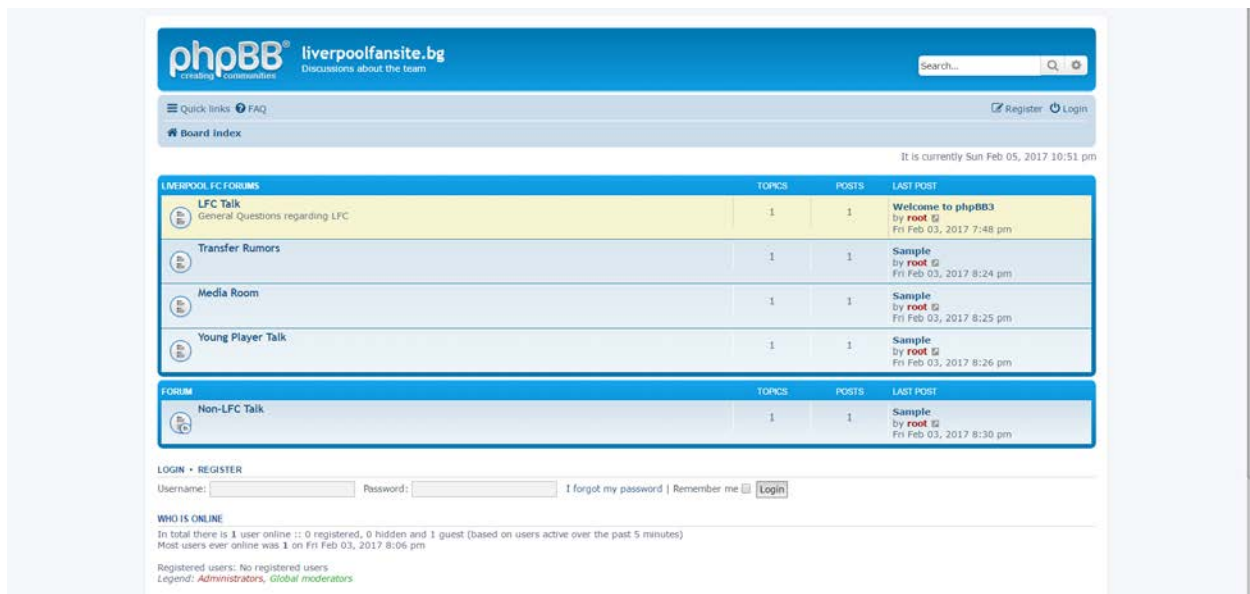 phpBB®
creating communities
liverpoolfansite.bg
Discussions about the team
Search...
Quick links FAQ
Register Login
Board index
It is currently Sun Feb 05, 2017 10:51 pm
LIVERPOOL FC FORUMS TOPICS POSTS LAST POST
LFC Talk
General Questions regarding LFC
1 1
Welcome to phpBB3
by root
Fri Feb 03, 2017 7:48 pm
Transfer Rumors
1 1
Sample
by root
Fri Feb 03, 2017 8:24 pm
Media Room
1 1
Sample
by root
Fri Feb 03, 2017 8:25 pm
Young Player Talk
1 1
Sample
by root
Fri Feb 03, 2017 8:26 pm
FORUM TOPICS POSTS LAST POST
Non-LFC Talk
1 1
Sample
by root
Fri Feb 03, 2017 8:30 pm
LOGIN • REGISTER
Username: Password: I forgot my password | Remember me Login
WHO IS ONLINE
In total there is 1 user online :: 0 registered, 0 hidden and 1 guest (based on users active over the past 5 minutes)
Most users ever online was 1 on Fri Feb 03, 2017 8:06 pm
Registered users: No registered users
Legend: Administrators, Global moderators